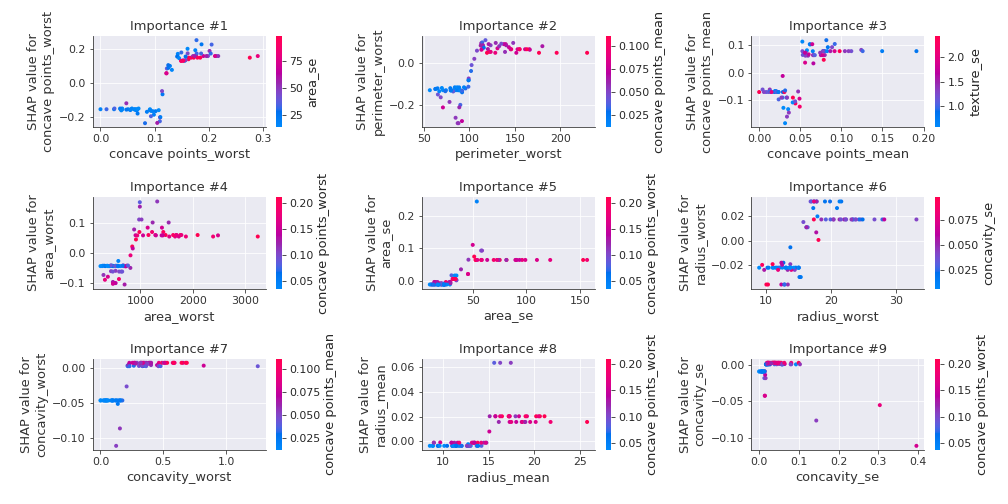 Importance #1
Importance #2
Importance #3
SHAP value for
concave points_worst
0.2
0.0
−0.2
0.0
0.1
0.2
0.3
concave points_worst
75
50
25
area_se
SHAP value for
perimeter_worst
0.0
−0.2
50
100
150
200
perimeter_worst
0.100
0.075
0.050
0.025
concave points_mean
SHAP value for
concave points_mean
0.1
0.0
−0.1
0.00
0.05
0.10
0.15
0.20
concave points_mean
2.0
1.5
1.0
texture_se
Importance #4
Importance #5
Importance #6
SHAP value for
area_worst
0.1
0.0
−0.1
1000
2000
3000
area_worst
0.20
0.15
0.10
0.05
concave points_worst
SHAP value for
area_se
0.2
0.1
0.0
50
100
150
area_se
0.20
0.15
0.10
0.05
concave points_worst
SHAP value for
radius_worst
0.02
0.00
−0.02
10
20
30
radius_worst
0.075
0.050
0.025
concavity_se
Importance #7
Importance #8
Importance #9
SHAP value for
concavity_worst
0.00
−0.05
−0.10
0.0
0.5
1.0
concavity_worst
0.100
0.075
0.050
0.025
concave points_mean
SHAP value for
radius_mean
0.06
0.04
0.02
0.00
10
15
20
25
radius_mean
0.20
0.15
0.10
0.05
concave points_worst
SHAP value for
concavity_se
0.00
−0.05
−0.10
0.0
0.1
0.2
0.3
0.4
concavity_se
0.20
0.15
0.10
0.05
concave points_worst